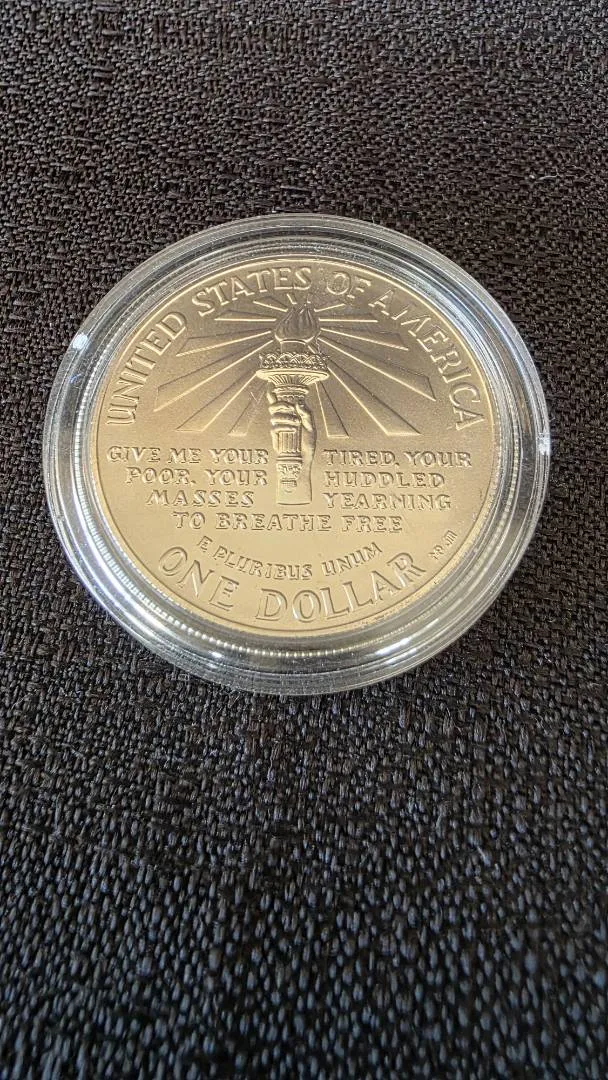 UNITED STATES OF AMERICA
GIVE ME YOUR TIRED, YOUR
POOR, YOUR HUDDLED
MASSES YEARNING
TO BREATHE FREE
E PLURIBUS UNUM
ONE DOLLAR